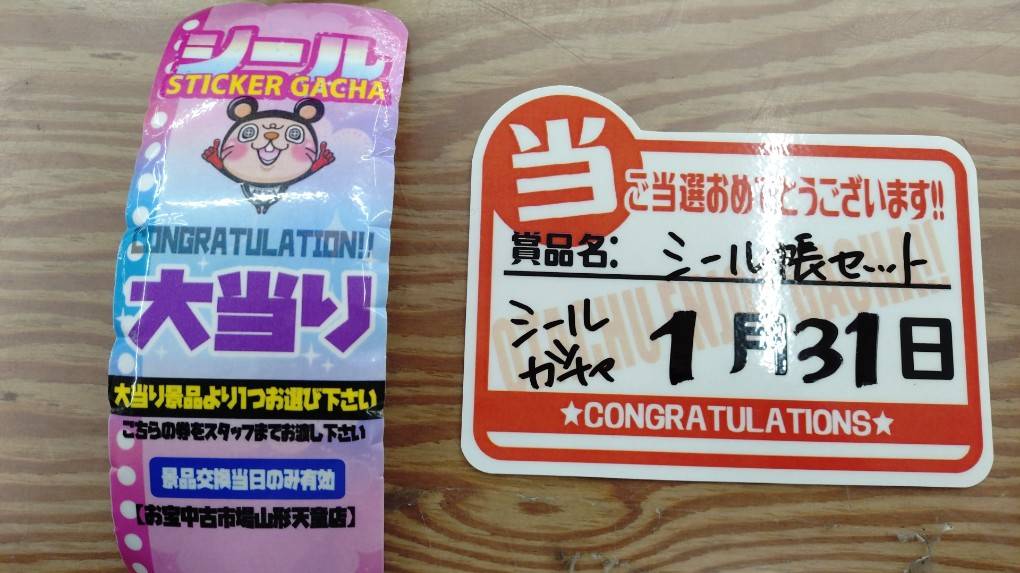 シール
STICKER GACHA
CONGRATULATION!!
大当り
大当り景品より1つお選び下さい
こちらの券をスタッフまでお渡し下さい
景品交換当日のみ有効
【お宝中古市場山形天童店】
当
ご当選おめでとうございます!!
賞品名: シール帳セット
シール
ガチャ
1月31日
★CONGRATULATIONS★